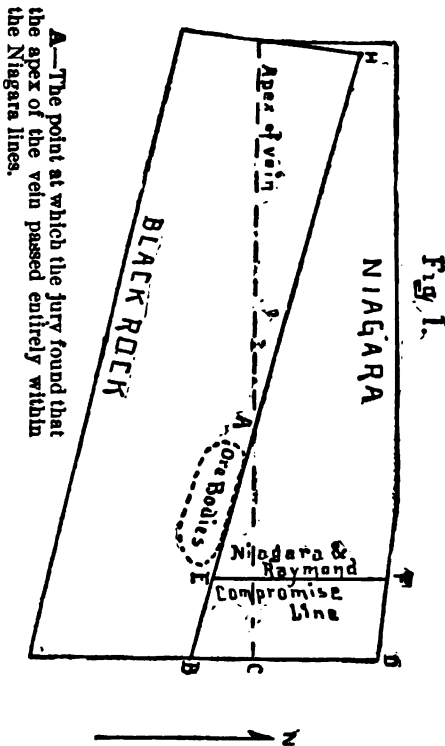 Fig 1.
NIAGARA
H
Apex of vein
BLACK ROCK
A
Ore Bodies
Niagara &
Raymond
Compromise
Line
E
F
B
C
D
N
A—The point at which the jury found that
the apex of the vein passed entirely within
the Niagara lines.